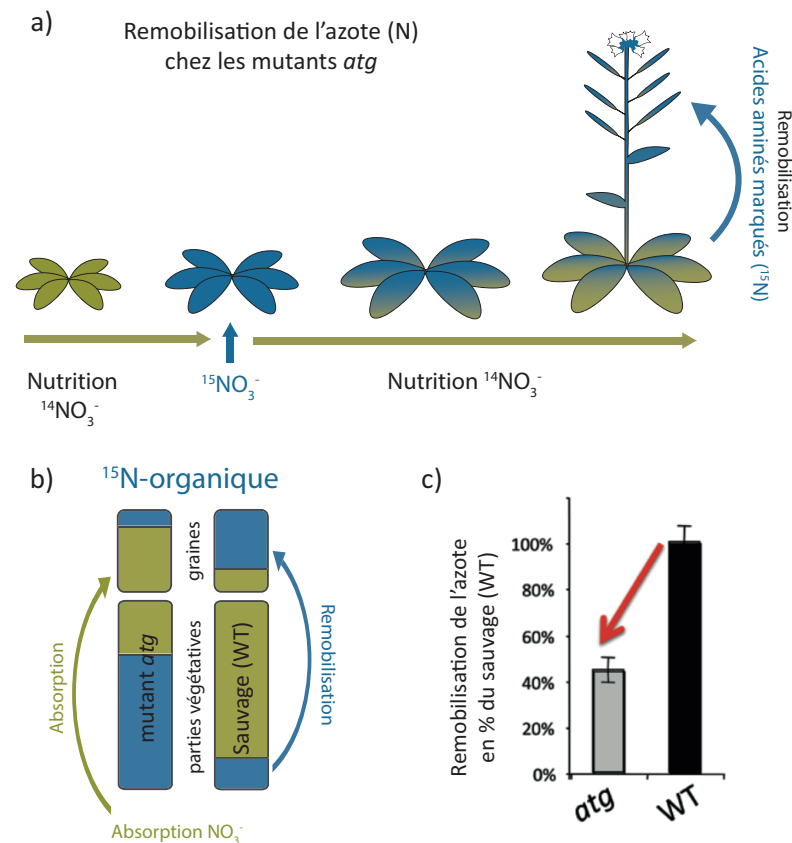 a)
Remobilisation de l'azote (N)
chez les mutants atg
Remobilisation
Acides aminés marqués (¹⁵N)
Nutrition
¹⁴NO₃⁻
¹⁵NO₃⁻
Nutrition ¹⁴NO₃⁻
b)
¹⁵N-organique
graines
Absorption
mutant atg
parties végétatives
Sauvage (WT)
Remobilisation
Absorption NO₃⁻
c)
Remobilisation de l'azote
en % du sauvage (WT)
100%
80%
60%
40%
20%
0%
atg
WT